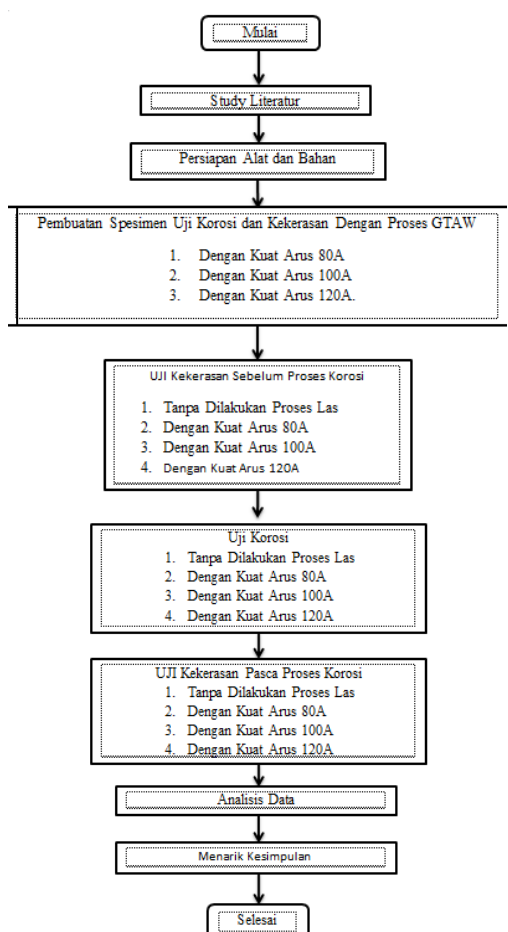 Mulai
Study Literatur
Persiapan Alat dan Bahan
Pembuatan Spesimen Uji Korosi dan Kekerasan Dengan Proses GTAW
1. Dengan Kuat Arus 80A
2. Dengan Kuat Arus 100A
3. Dengan Kuat Arus 120A.
UJI Kekerasan Sebelum Proses Korosi
1. Tanpa Dilakukan Proses Las
2. Dengan Kuat Arus 80A
3. Dengan Kuat Arus 100A
4. Dengan Kuat Arus 120A
Uji Korosi
1. Tanpa Dilakukan Proses Las
2. Dengan Kuat Arus 80A
3. Dengan Kuat Arus 100A
4. Dengan Kuat Arus 120A
UJI Kekerasan Pasca Proses Korosi
1. Tanpa Dilakukan Proses Las
2. Dengan Kuat Arus 80A
3. Dengan Kuat Arus 100A
4. Dengan Kuat Arus 120A
Analisis Data
Menarik Kesimpulan
Selesai